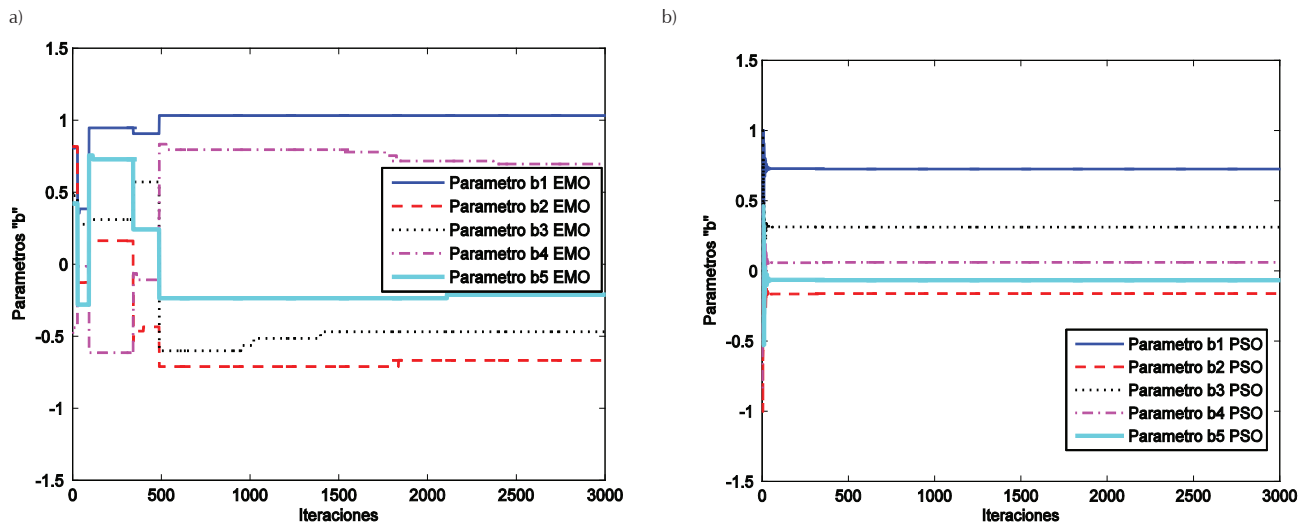 a)
1.5
1
0.5
0
-0.5
-1
-1.5
Parametros "b"
0
500
1000
1500
2000
2500
3000
Iteraciones
Parametro b1 EMO
Parametro b2 EMO
Parametro b3 EMO
Parametro b4 EMO
Parametro b5 EMO
b)
1.5
1
0.5
0
-0.5
-1
-1.5
Parametros "b"
0
500
1000
1500
2000
2500
3000
Iteraciones
Parametro b1 PSO
Parametro b2 PSO
Parametro b3 PSO
Parametro b4 PSO
Parametro b5 PSO